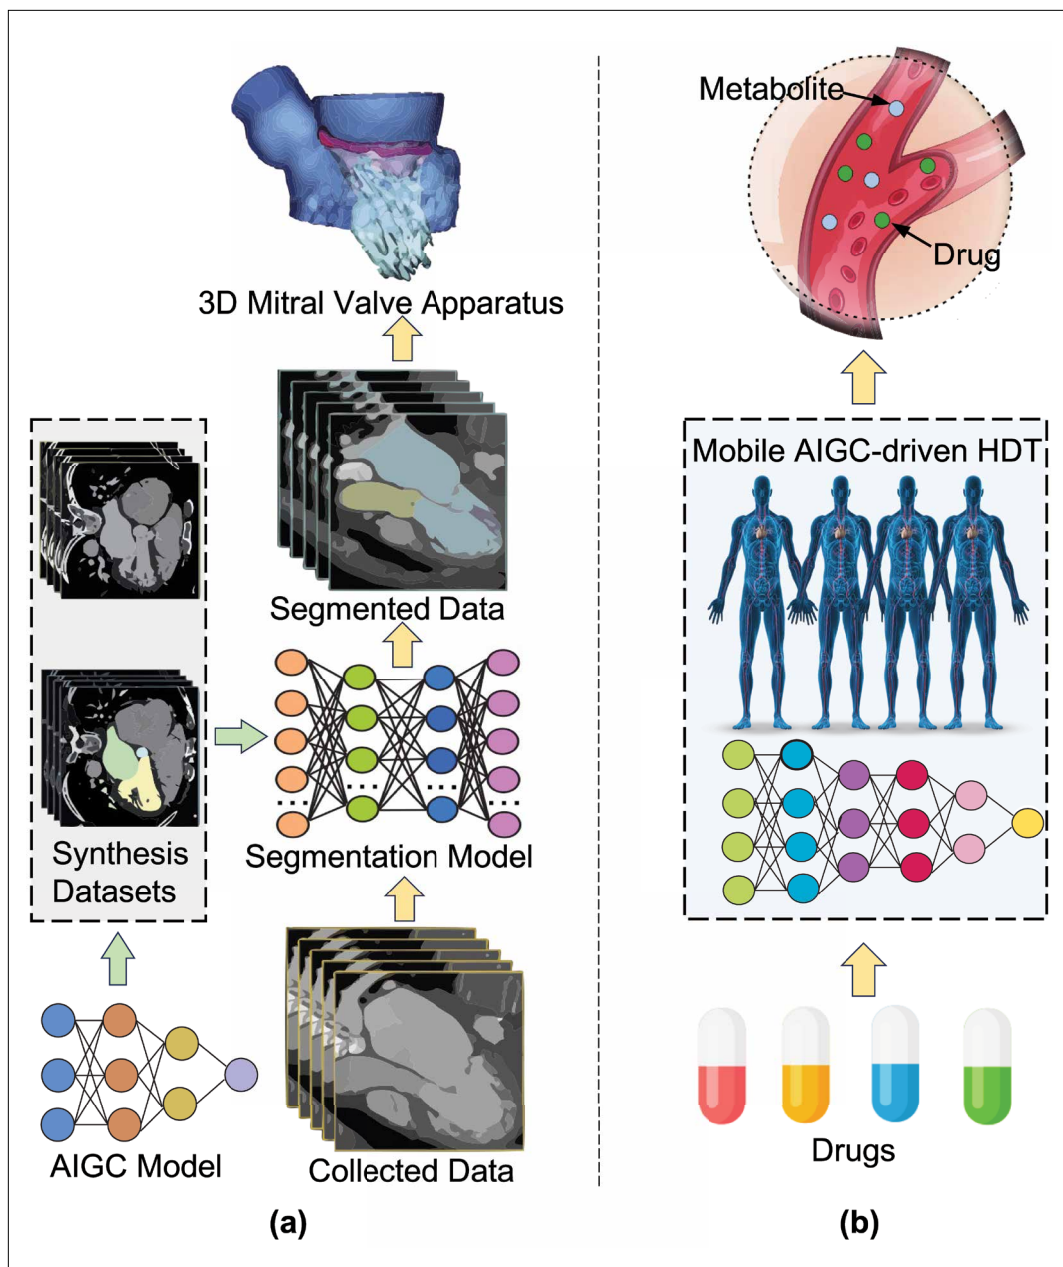 3D Mitral Valve Apparatus
Segmented Data
Synthesis
Datasets
Segmentation Model
AIGC Model
Collected Data
(a)
Metabolite
Drug
Mobile AIGC-driven HDT
Drugs
(b)